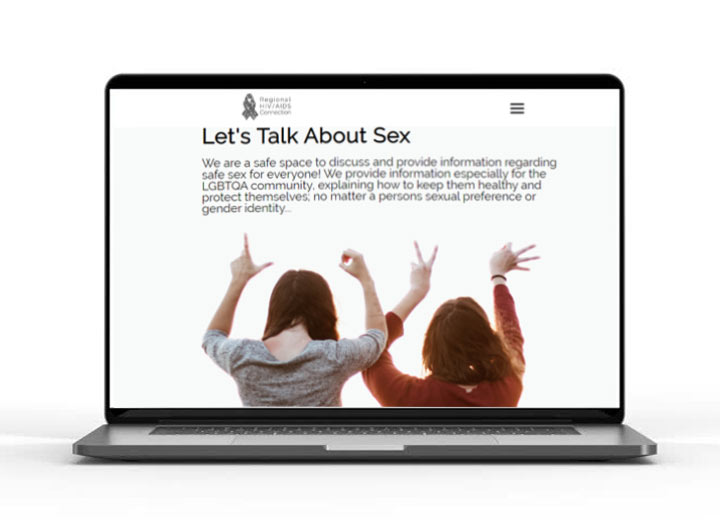 Regional
HIV/AIDS
Connection
Let's Talk About Sex
We are a safe space to discuss and provide information regarding
safe sex for everyone! We provide information especially for the
LGBTQA community, explaining how to keep them healthy and
protect themselves; no matter a persons sexual preference or
gender identity...